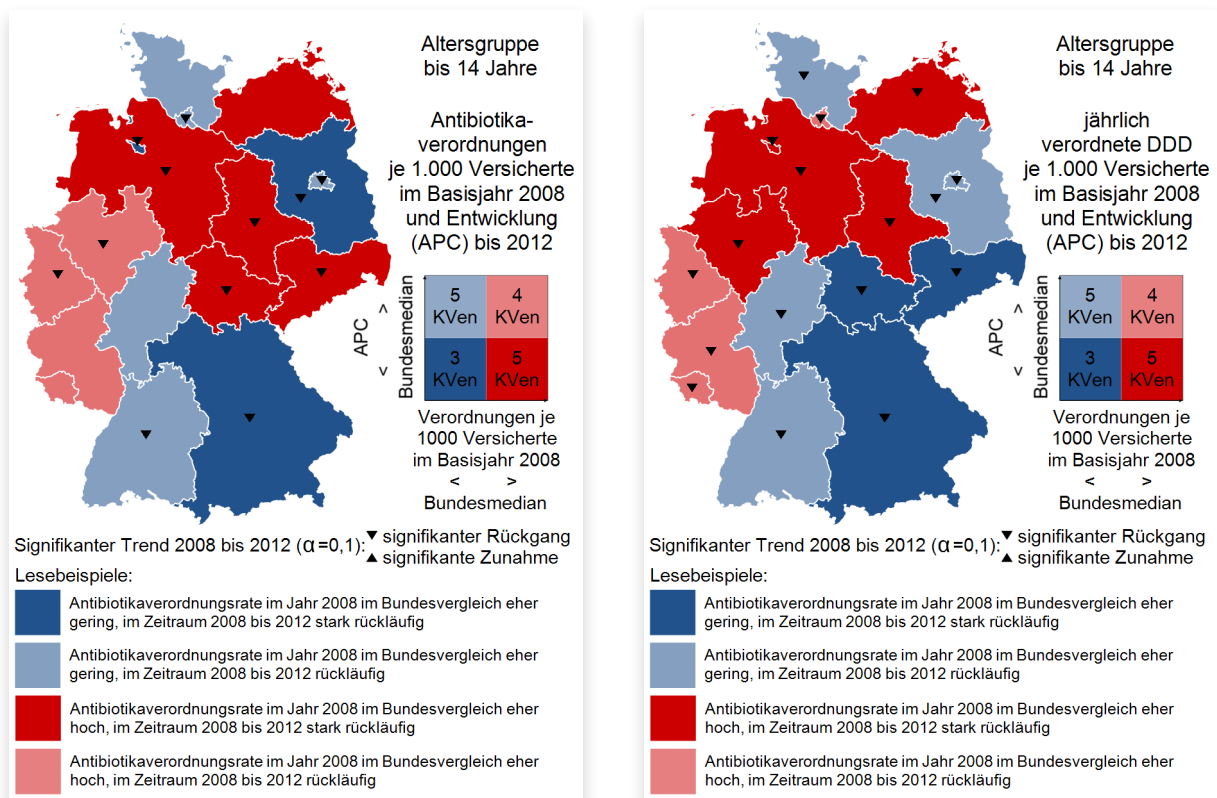 Altersgruppe
bis 14 Jahre
Antibiotika-
verordnungen
je 1.000 Versicherte
im Basisjahr 2008
und Entwicklung
(APC) bis 2012
5
KVen
4
KVen
3
KVen
5
KVen
APC
< >
Bundesmedian
Verordnungen je
1000 Versicherte
im Basisjahr 2008
< >
Bundesmedian
Signifikanter Trend 2008 bis 2012 (α=0,1):
▼ signifikanter Rückgang
▲ signifikante Zunahme
Lesebeispiele:
Antibiotikaverordnungsrate im Jahr 2008 im Bundesvergleich eher
gering, im Zeitraum 2008 bis 2012 stark rückläufig
Antibiotikaverordnungsrate im Jahr 2008 im Bundesvergleich eher
gering, im Zeitraum 2008 bis 2012 rückläufig
Antibiotikaverordnungsrate im Jahr 2008 im Bundesvergleich eher
hoch, im Zeitraum 2008 bis 2012 stark rückläufig
Antibiotikaverordnungsrate im Jahr 2008 im Bundesvergleich eher
hoch, im Zeitraum 2008 bis 2012 rückläufig
Altersgruppe
bis 14 Jahre
jährlich
verordnete DDD
je 1.000 Versicherte
im Basisjahr 2008
und Entwicklung
(APC) bis 2012
5
KVen
4
KVen
3
KVen
5
KVen
APC
< >
Bundesmedian
Verordnungen je
1000 Versicherte
im Basisjahr 2008
< >
Bundesmedian
Signifikanter Trend 2008 bis 2012 (α=0,1):
▼ signifikanter Rückgang
▲ signifikante Zunahme
Lesebeispiele:
Antibiotikaverordnungsrate im Jahr 2008 im Bundesvergleich eher
gering, im Zeitraum 2008 bis 2012 stark rückläufig
Antibiotikaverordnungsrate im Jahr 2008 im Bundesvergleich eher
gering, im Zeitraum 2008 bis 2012 rückläufig
Antibiotikaverordnungsrate im Jahr 2008 im Bundesvergleich eher
hoch, im Zeitraum 2008 bis 2012 stark rückläufig
Antibiotikaverordnungsrate im Jahr 2008 im Bundesvergleich eher
hoch, im Zeitraum 2008 bis 2012 rückläufig